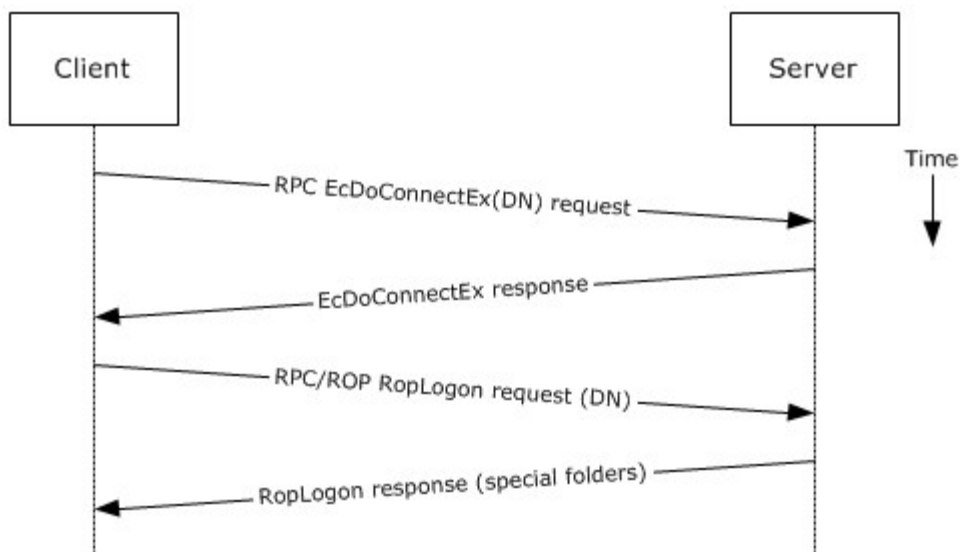 Client
Server
Time
RPC EcDoConnectEx(DN) request
EcDoConnectEx response
RPC/ROP RopLogon request (DN)
RopLogon response (special folders)